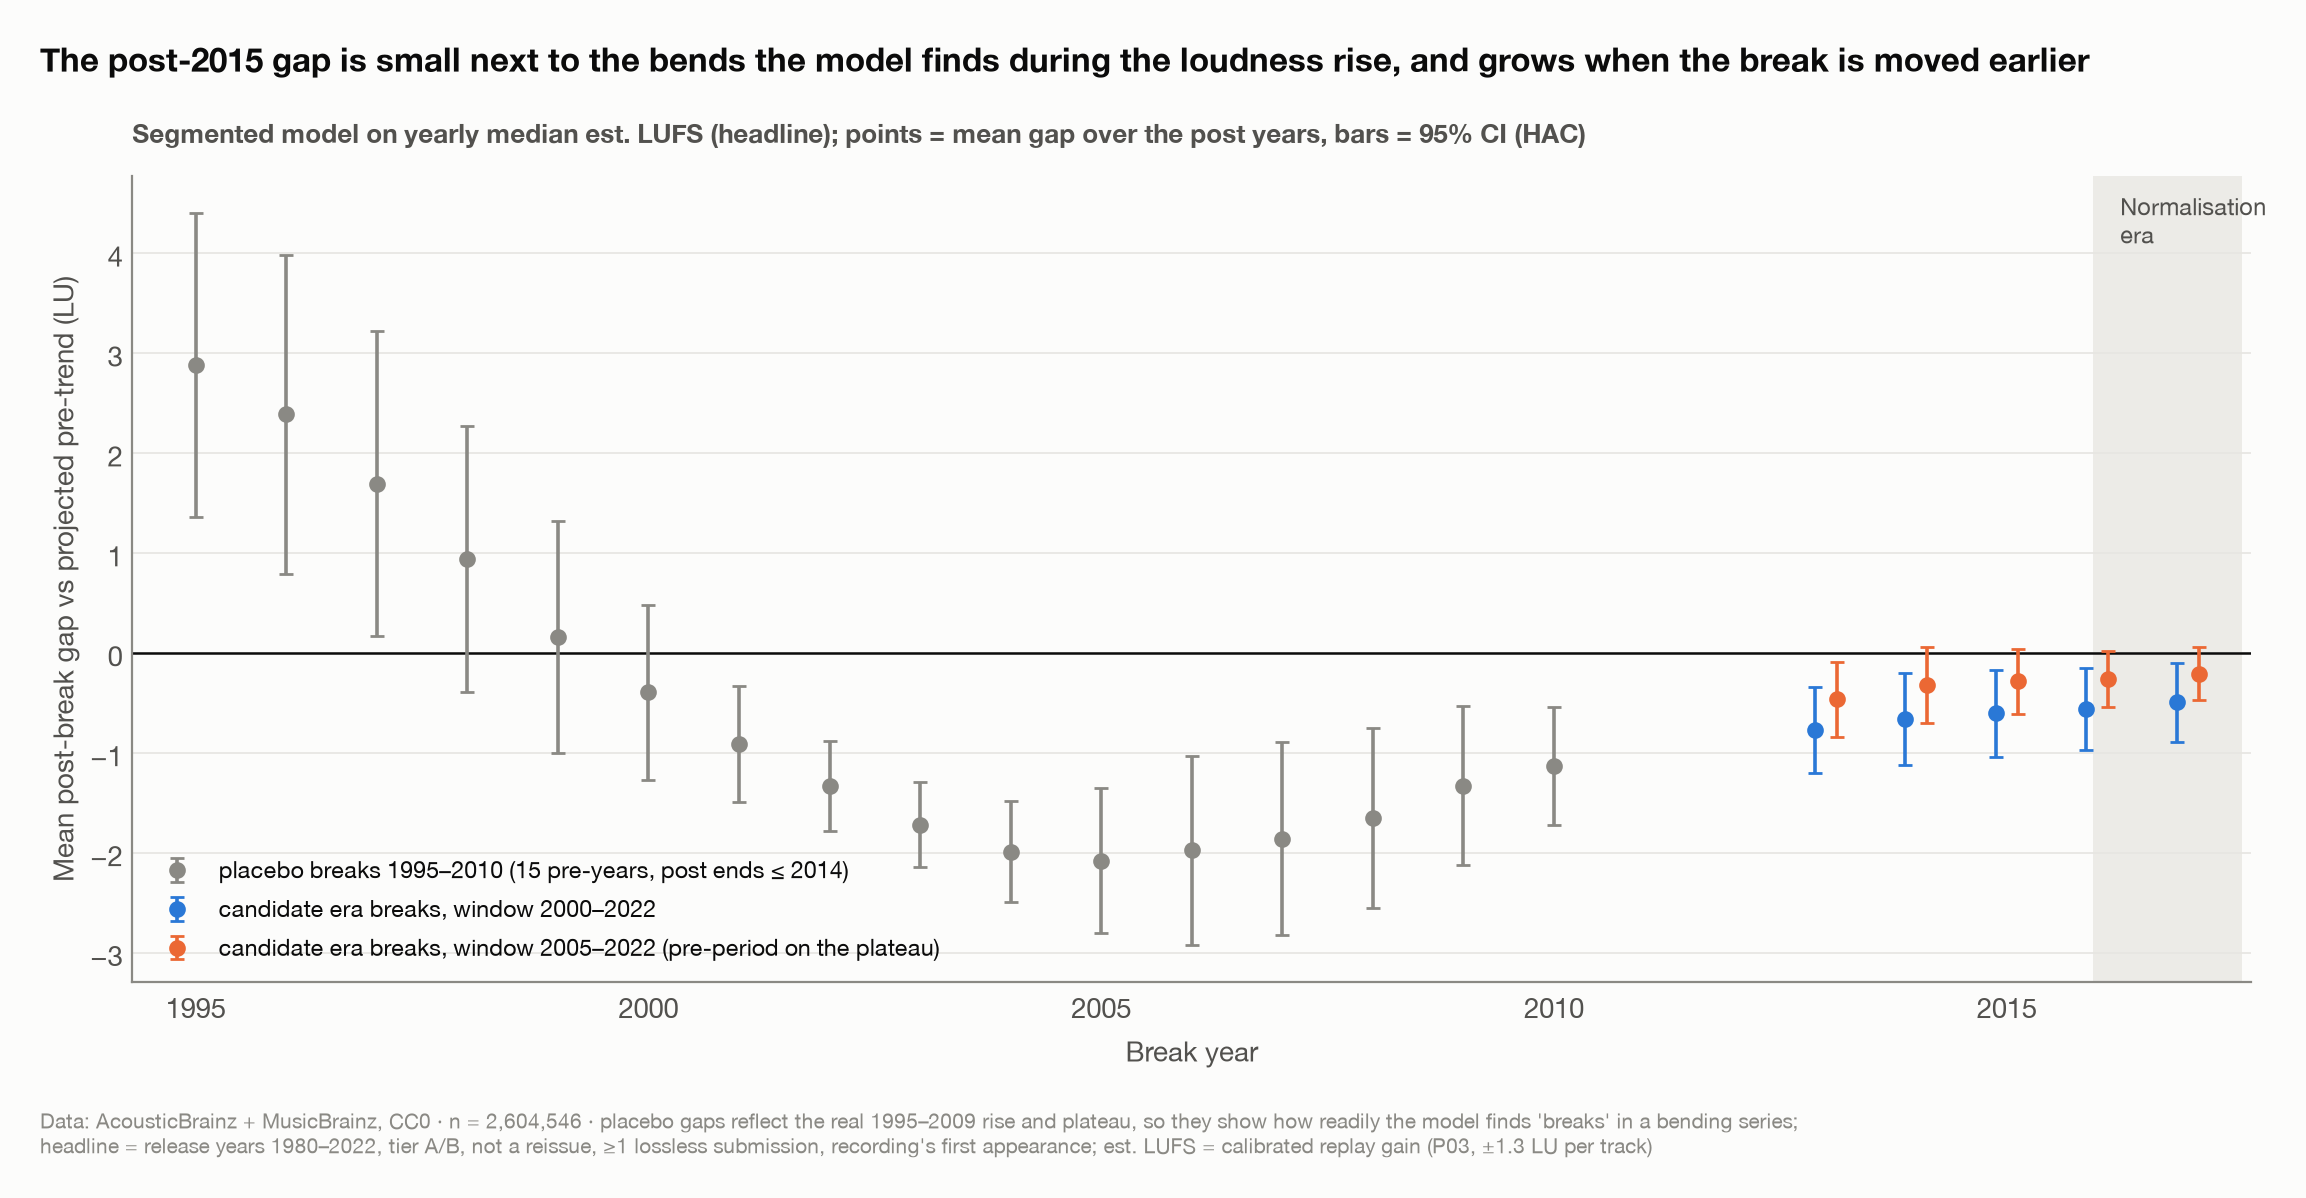 The post-2015 gap is small next to the bends the model finds during the loudness rise, and grows when the break is moved earlier
Segmented model on yearly median est. LUFS (headline); points = mean gap over the post years, bars = 95% CI (HAC)
Mean post-break gap vs projected pre-trend (LU)
4
3
2
1
0
−1
−2
−3
Normalisation
era
placebo breaks 1995–2010 (15 pre-years, post ends ≤ 2014)
candidate era breaks, window 2000–2022
candidate era breaks, window 2005–2022 (pre-period on the plateau)
1995
2000
2005
2010
2015
Break year
Data: AcousticBrainz + MusicBrainz, CC0 · n = 2,604,546 · placebo gaps reflect the real 1995–2009 rise and plateau, so they show how readily the model finds 'breaks' in a bending series;
headline = release years 1980–2022, tier A/B, not a reissue, ≥1 lossless submission, recording's first appearance; est. LUFS = calibrated replay gain (P03, ±1.3 LU per track)